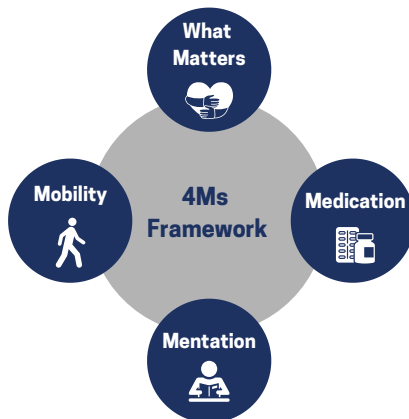 What
Matters
Mobility
4Ms
Framework
Medication
Mentation